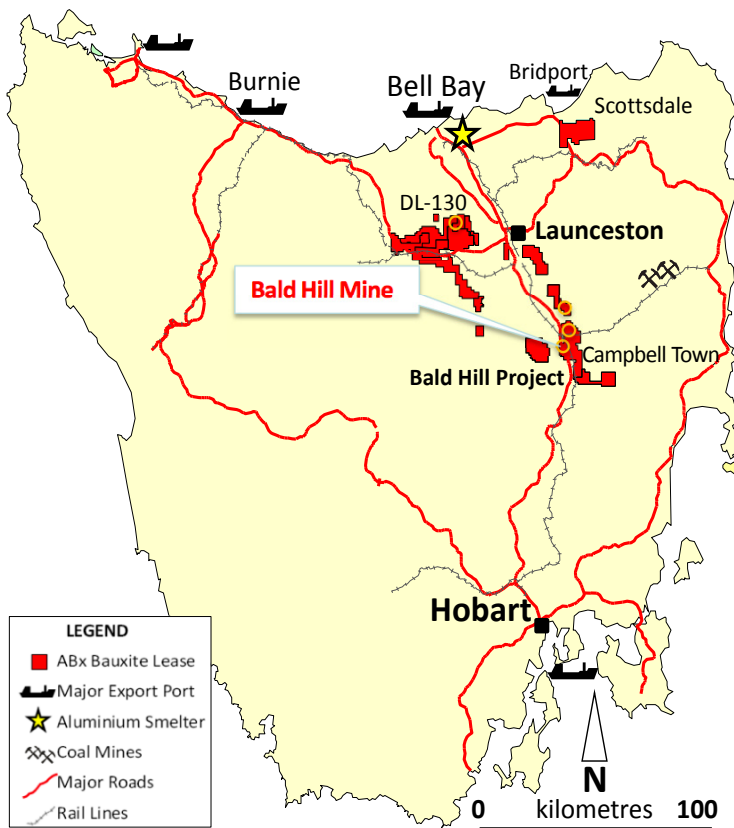 Burnie
Bell Bay
Bridport
Scottsdale
DL-130
Launceston
Bald Hill Mine
Campbell Town
Bald Hill Project
Hobart
LEGEND
ABx Bauxite Lease
Major Export Port
Aluminium Smelter
Coal Mines
Major Roads
Rail Lines
N
0 kilometres 100